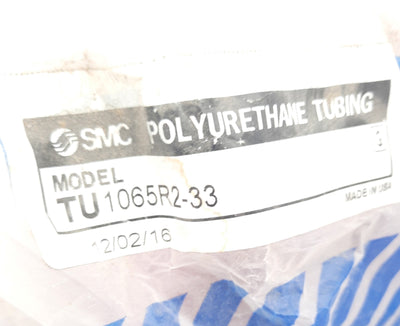 SMC POLYURETHANE TUBING
MODEL
TU1065R2-33
MADE IN USA
12/02/16